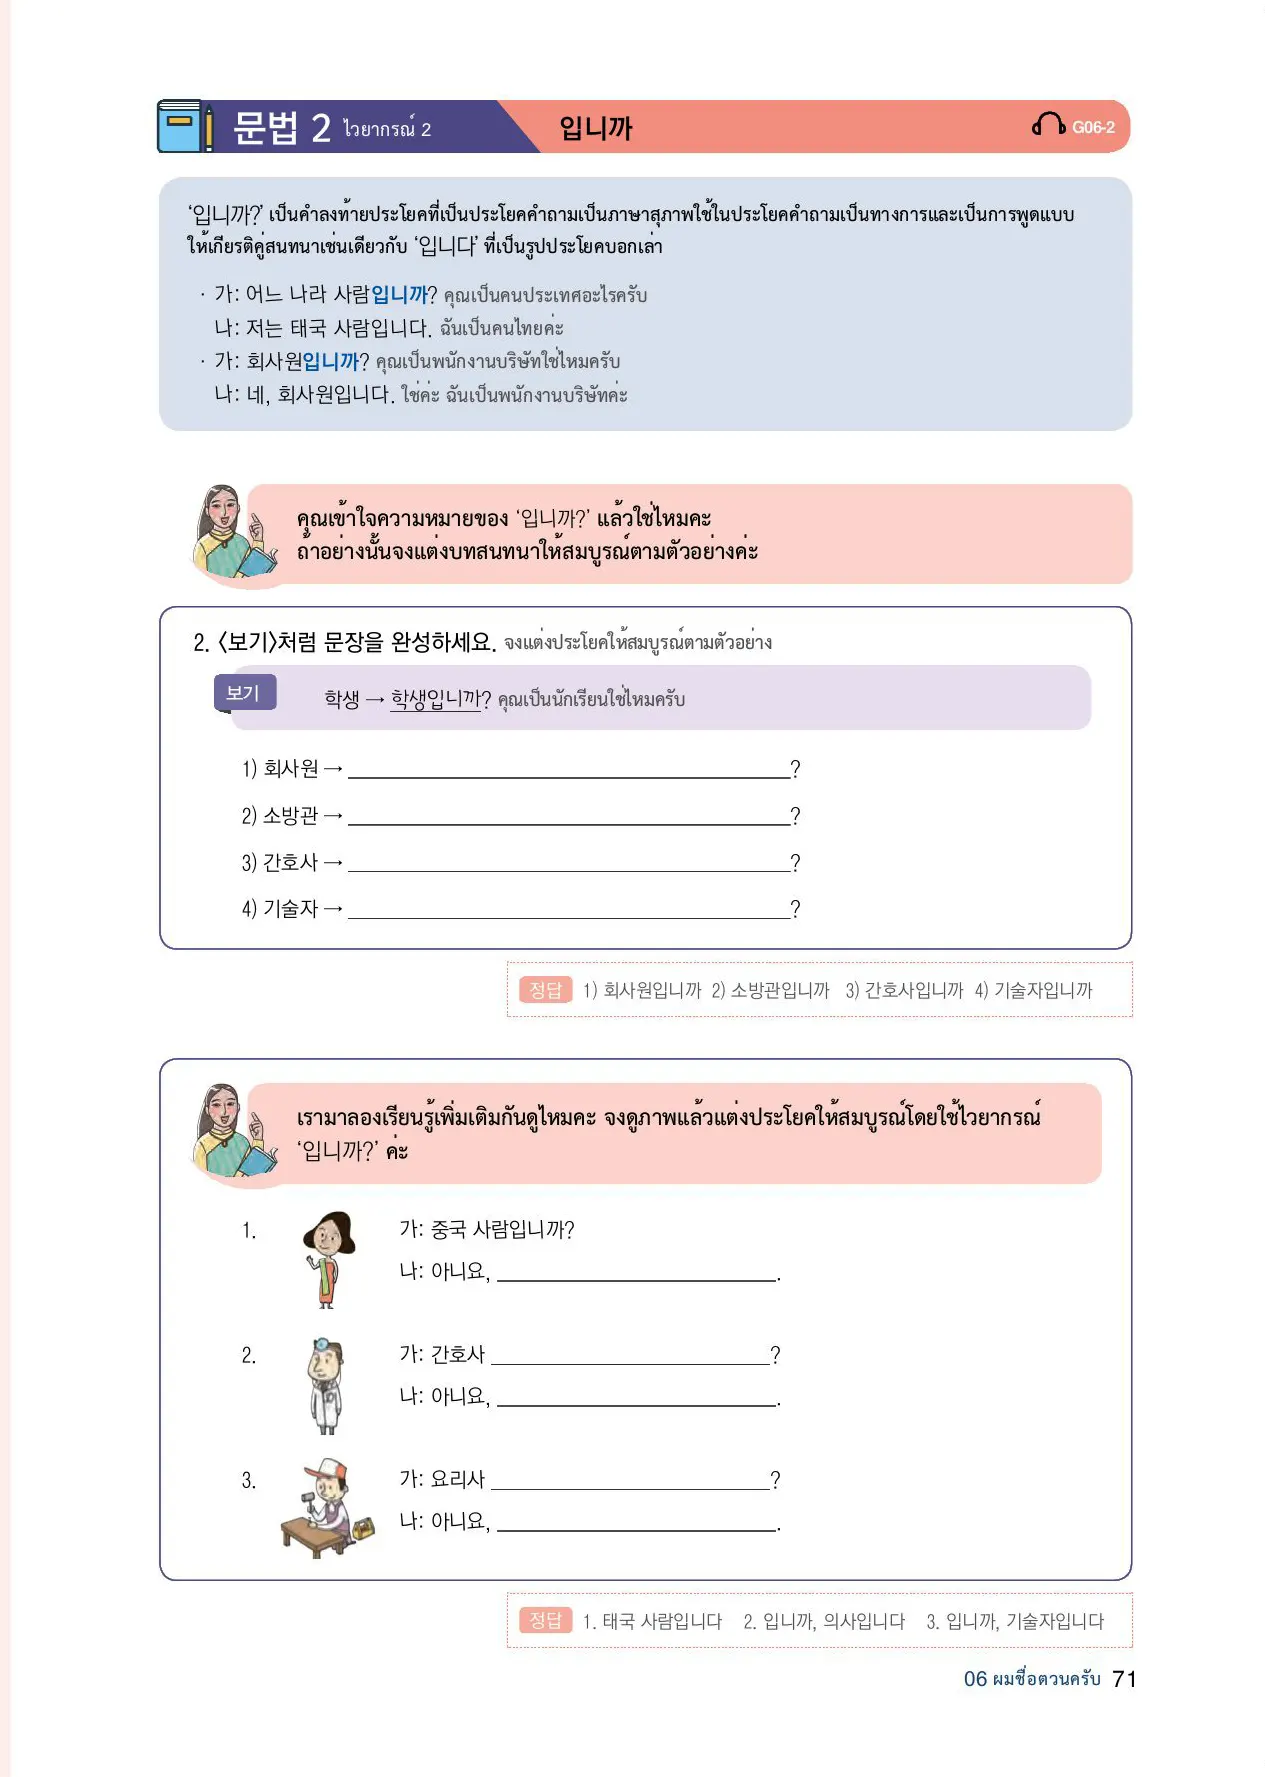 문법 2 ไวยากรณ์ 2 입니까 G06-2
‘입니까?’ เป็นคำลงท้ายประโยคที่เป็นประโยคคำถามเป็นภาษาสุภาพใช้ในประโยคคำถามเป็นทางการและเป็นการพูดแบบ
ให้เกียรติคู่สนทนาเช่นเดียวกับ ‘입니다’ ที่เป็นรูปประโยคบอกเล่า
· 가: 어느 나라 사람입니까? คุณเป็นคนประเทศอะไรครับ
나: 저는 태국 사람입니다. ฉันเป็นคนไทยค่ะ
· 가: 회사원입니까? คุณเป็นพนักงานบริษัทใช่ไหมครับ
나: 네, 회사원입니다. ใช่ค่ะ ฉันเป็นพนักงานบริษัทค่ะ
คุณเข้าใจความหมายของ ‘입니까?’ แล้วใช่ไหมคะ
ถ้าอย่างนั้นจงแต่งบทสนทนาให้สมบูรณ์ตามตัวอย่างค่ะ
2. 〈보기〉처럼 문장을 완성하세요. จงแต่งประโยคให้สมบูรณ์ตามตัวอย่าง
보기 학생 → 학생입니까? คุณเป็นนักเรียนใช่ไหมครับ
1) 회사원 → ?
2) 소방관 → ?
3) 간호사 → ?
4) 기술자 → ?
정답 1) 회사원입니까 2) 소방관입니까 3) 간호사입니까 4) 기술자입니까
เรามาลองเรียนรู้เพิ่มเติมกันดูไหมคะ จงดูภาพแล้วแต่งประโยคให้สมบูรณ์โดยใช้ไวยากรณ์
‘입니까?’ ค่ะ
1. 가: 중국 사람입니까?
나: 아니요, .
2. 가: 간호사 ?
나: 아니요, .
3. 가: 요리사 ?
나: 아니요, .
정답 1. 태국 사람입니다 2. 입니까, 의사입니다 3. 입니까, 기술자입니다
06 ผมชื่อตวนครับ 71